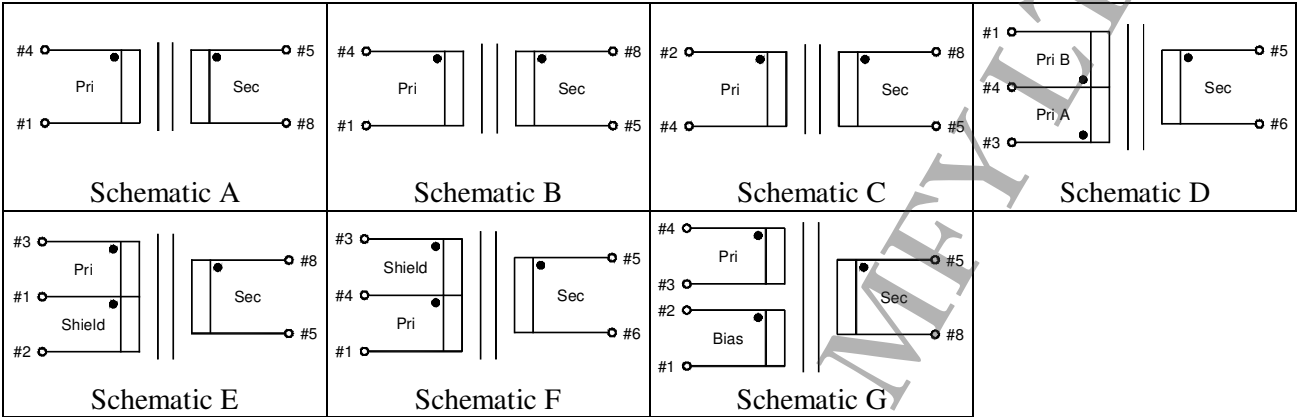 #4 #5
Pri Sec
#1 #8
Schematic A
#4 #8
Pri Sec
#1 #5
Schematic B
#2 #8
Pri Sec
#4 #5
Schematic C
#1
Pri B #5
#4 Sec
Pri A #6
#3
Schematic D
#3
Pri #8
#1 Sec
Shield #5
#2
Schematic E
#3
Shield #5
#4 Sec
Pri #6
#1
Schematic F
#4
Pri #5
#3
#2 Sec
Bias #8
#1
Schematic G